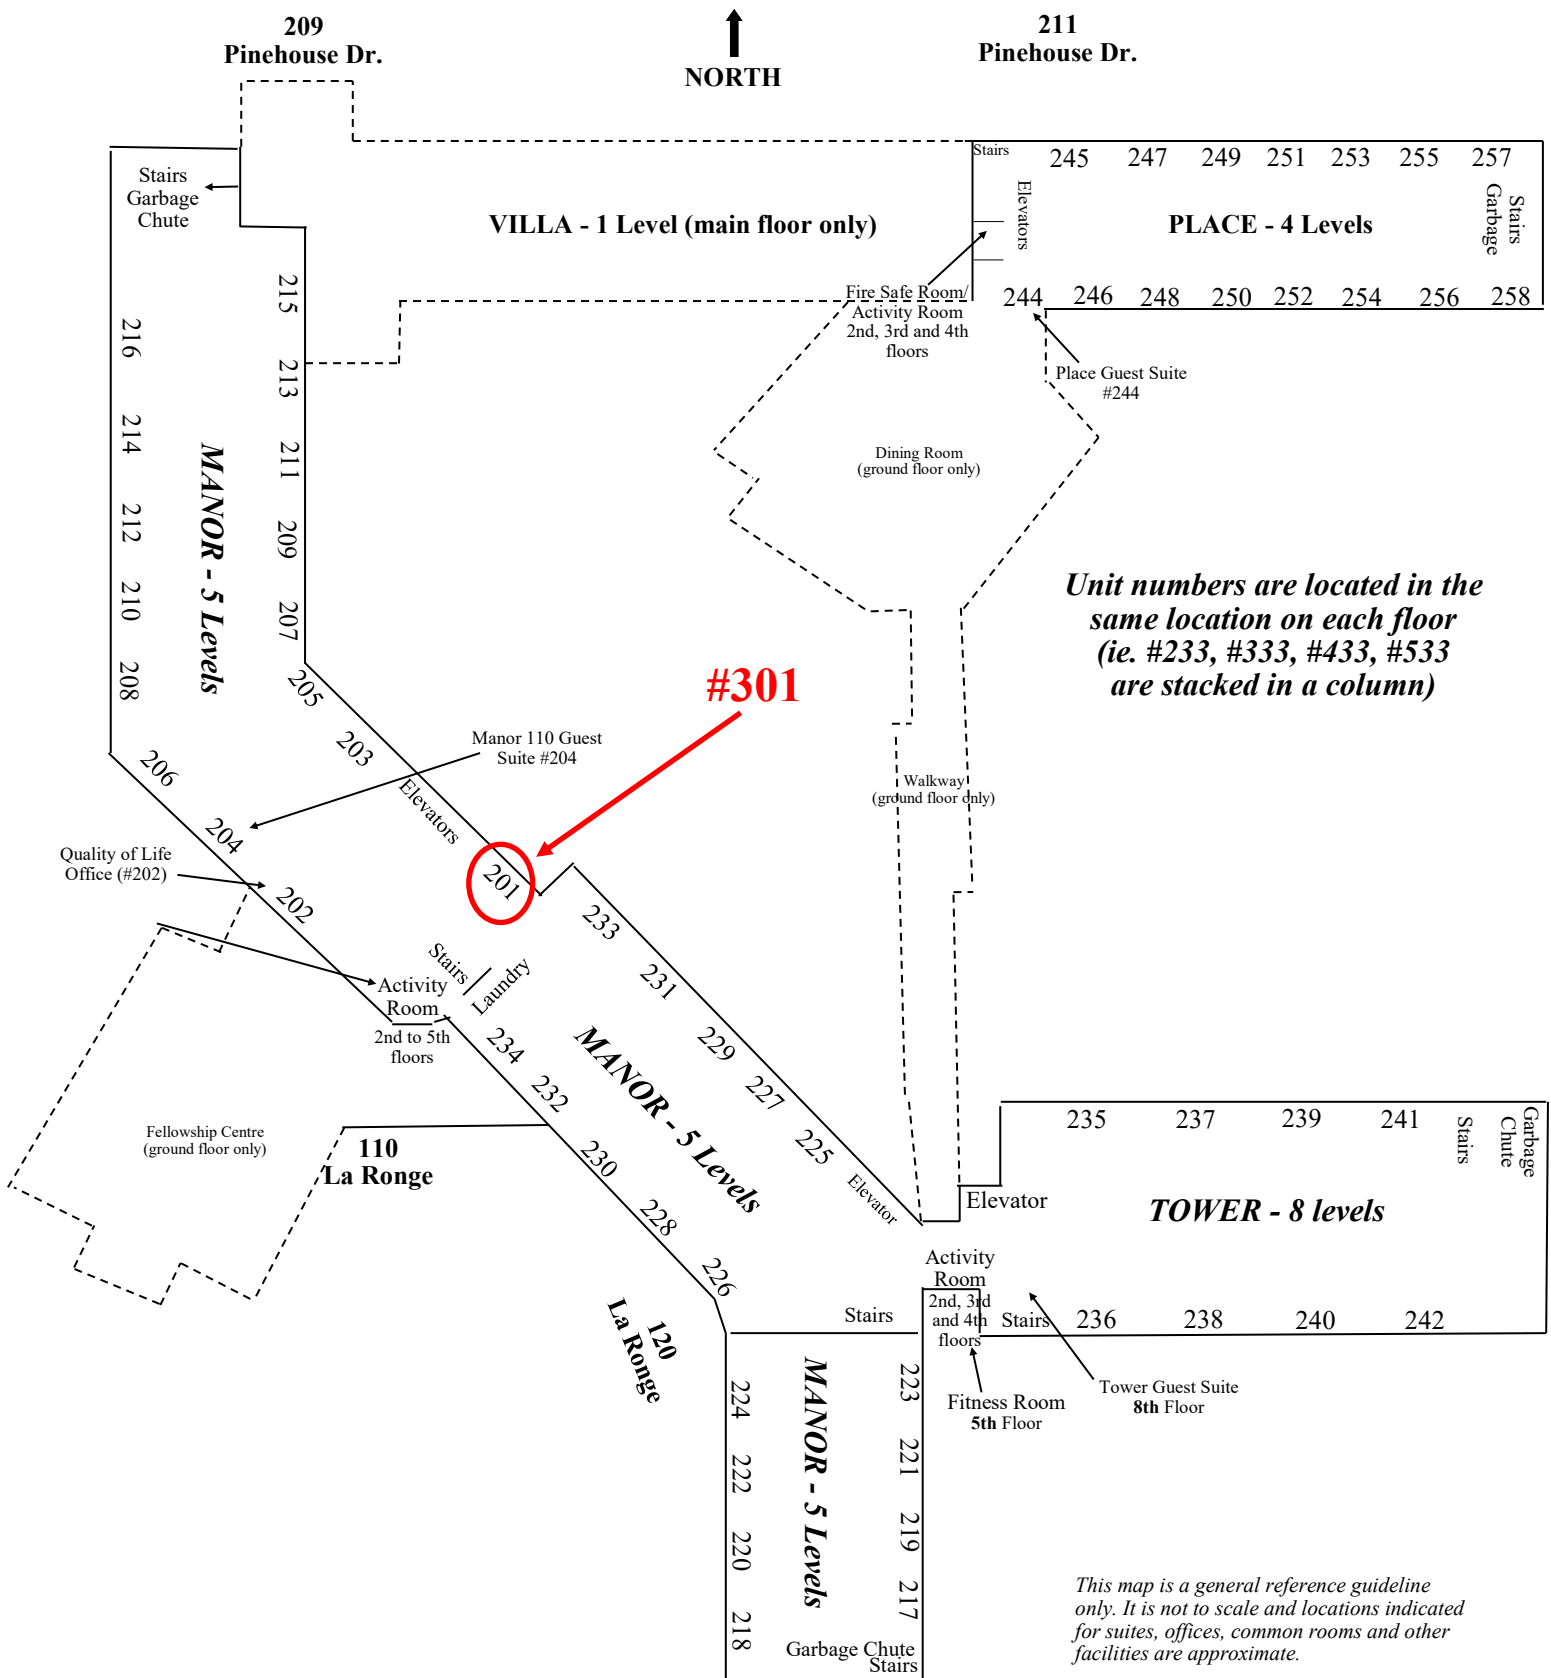 209
Pinehouse Dr.
NORTH
211
Pinehouse Dr.
Stairs
Garbage
Chute
VILLA - 1 Level (main floor only)
Stairs
Elevators
245 247 249 251 253 255 257
PLACE - 4 Levels
Stairs
Garbage
244 246 248 250 252 254 256 258
Fire Safe Room/
Activity Room
2nd, 3rd and 4th
floors
Place Guest Suite
#244
215
213
211
209
207
205
203
Elevators
201
216
214
212
210
208
206
204
202
MANOR - 5 Levels
Dining Room
(ground floor only)
Unit numbers are located in the
same location on each floor
(ie. #233, #333, #433, #533
are stacked in a column)
#301
Manor 110 Guest
Suite #204
Quality of Life
Office (#202)
Walkway
(ground floor only)
Stairs
Laundry
Activity
Room
2nd to 5th
floors
233
231
229
227
225
Elevator
234
232
230
228
226
MANOR - 5 Levels
Fellowship Centre
(ground floor only)
110
La Ronge
120
La Ronge
235 237 239 241
Stairs
Garbage
Chute
Elevator
TOWER - 8 levels
Activity
Room
2nd, 3rd
and 4th
floors
Stairs
Stairs
236 238 240 242
Fitness Room
5th Floor
Tower Guest Suite
8th Floor
224
222
220
218
MANOR - 5 Levels
223
221
219
217
Garbage Chute
Stairs
This map is a general reference guideline
only. It is not to scale and locations indicated
for suites, offices, common rooms and other
facilities are approximate.